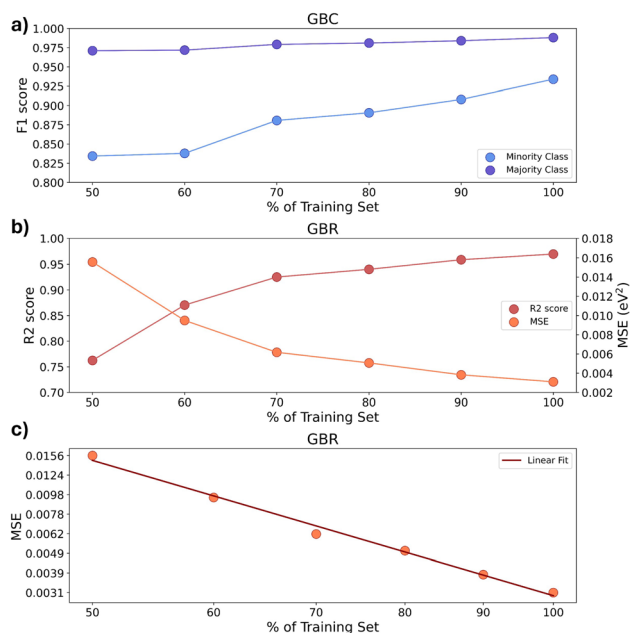 a)
GBC
1.000
0.975
0.950
0.925
0.900
0.875
0.850
0.825
0.800
F1 score
Minority Class
Majority Class
50 60 70 80 90 100
% of Training Set
b)
GBR
1.00
0.95
0.90
0.85
0.80
0.75
0.70
R2 score
0.018
0.016
0.014
0.012
0.010
0.008
0.006
0.004
0.002
MSE (eV²)
R2 score
MSE
50 60 70 80 90 100
% of Training Set
c)
GBR
0.0156
0.0124
0.0098
0.0078
0.0062
0.0049
0.0039
0.0031
MSE
Linear Fit
50 60 70 80 90 100
% of Training Set